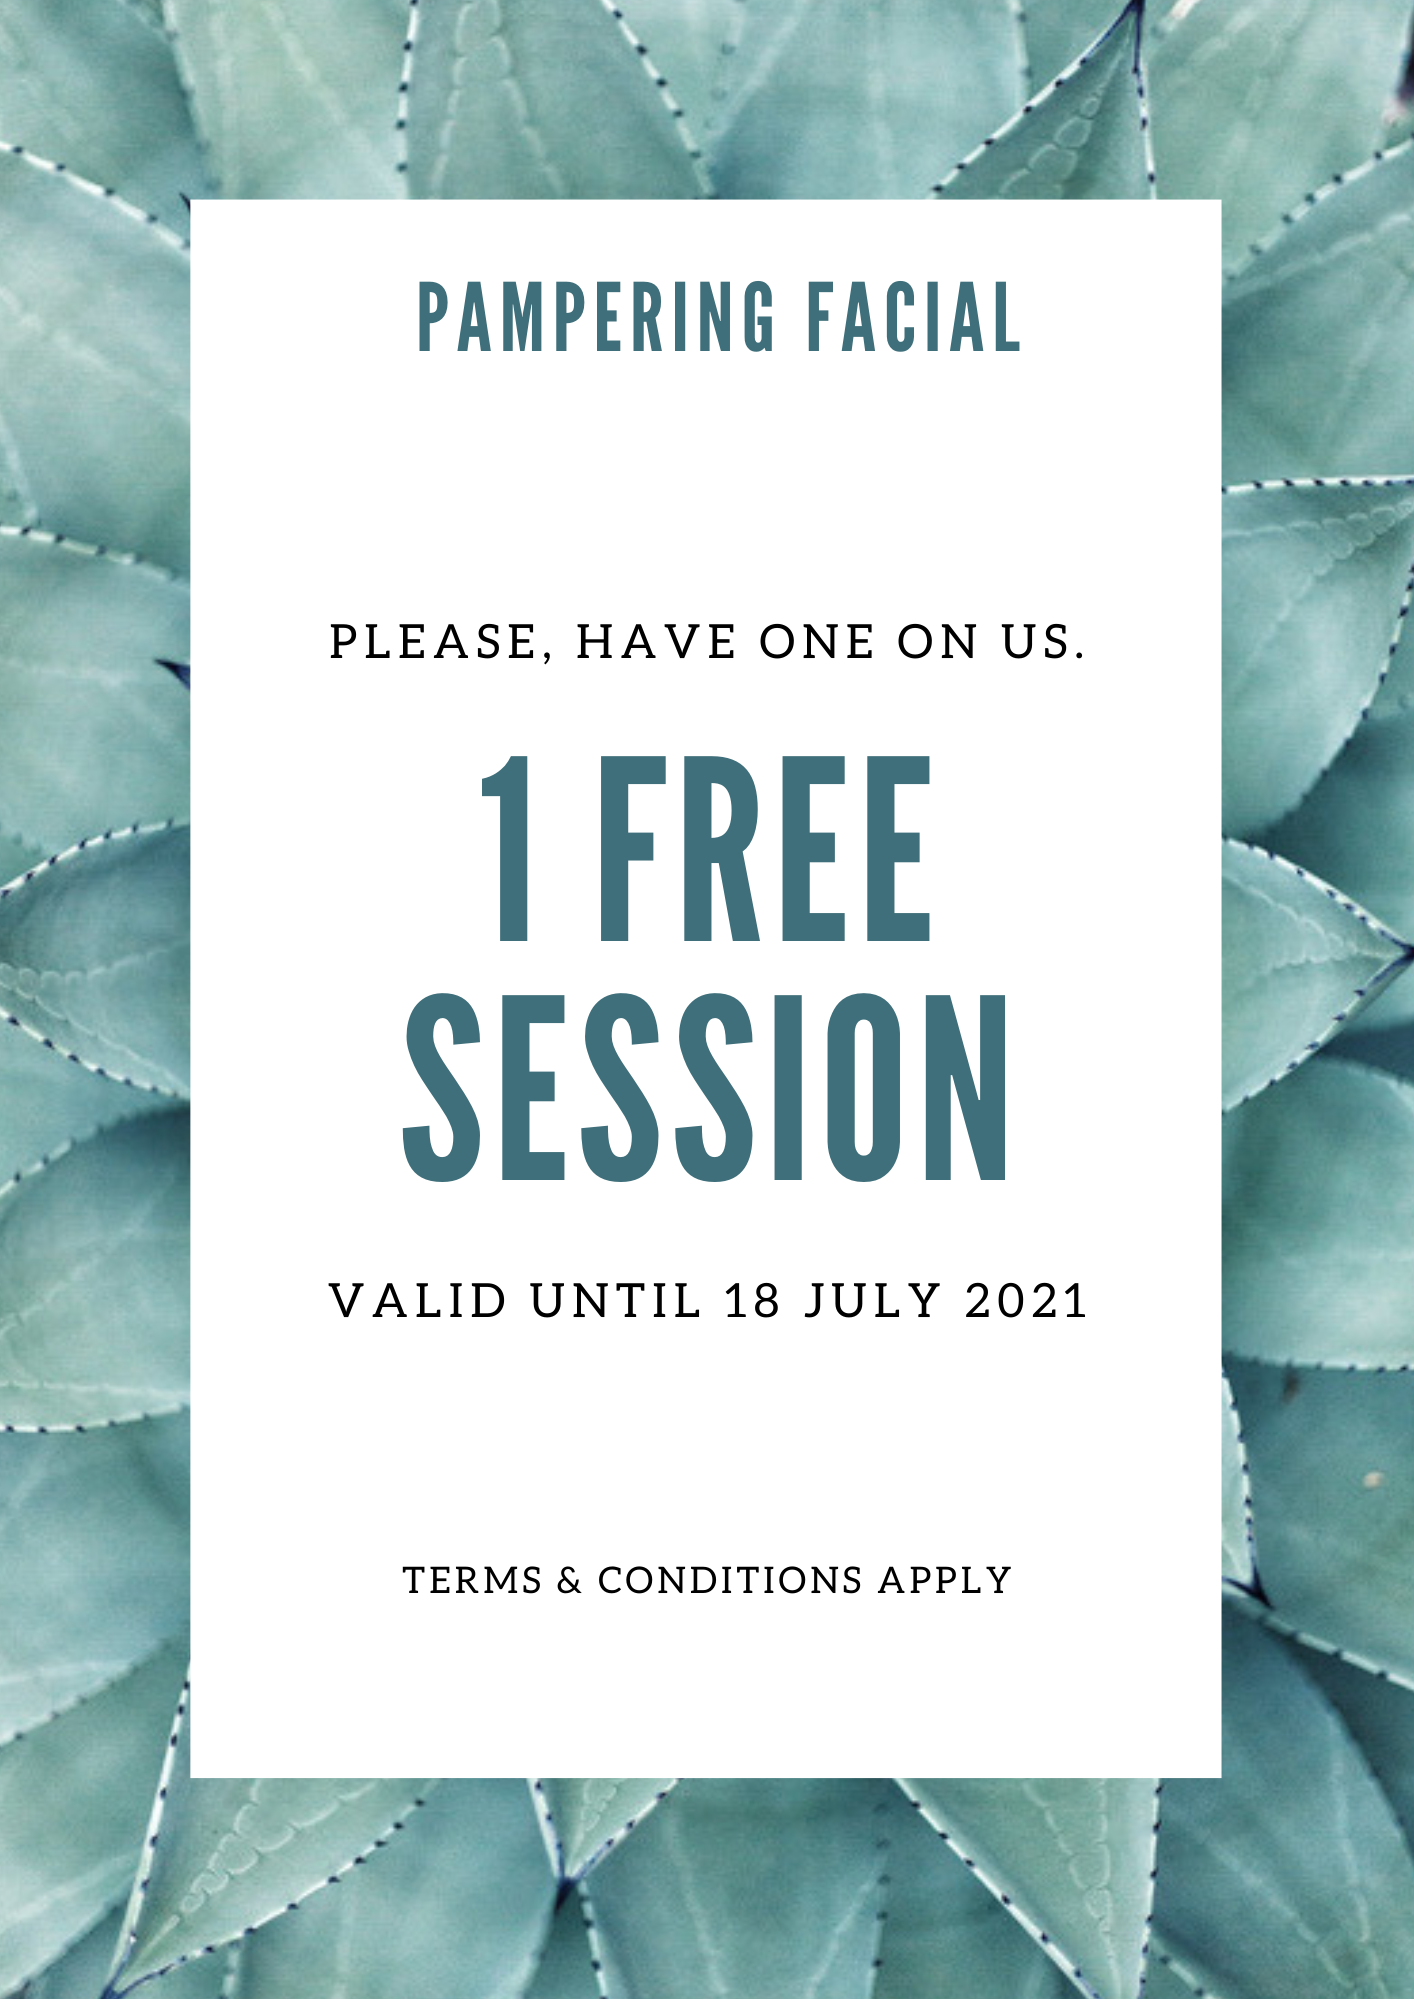 PAMPERING FACIAL
PLEASE, HAVE ONE ON US.
1 FREE
SESSION
VALID UNTIL 18 JULY 2021
TERMS & CONDITIONS APPLY